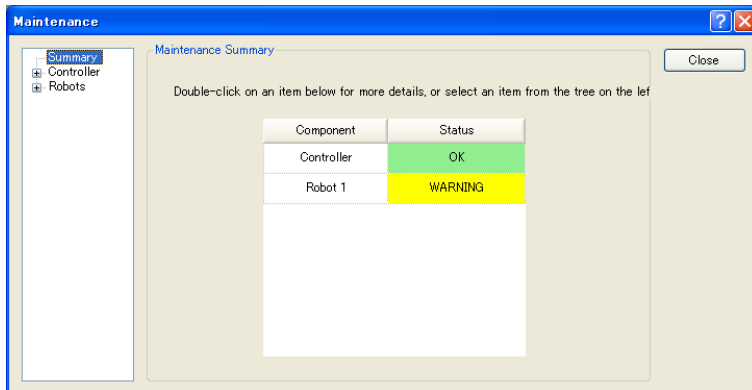 Maintenance
Summary
Controller
Robots
Maintenance Summary
Close
Double-click on an item below for more details, or select an item from the tree on the lef
Component Status
Controller OK
Robot 1 WARNING